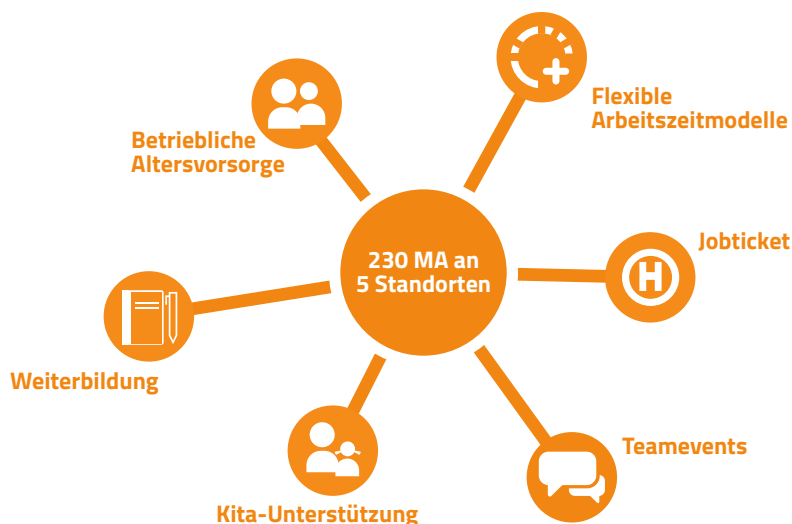 Flexible
Arbeitszeitmodelle
Betriebliche
Altersvorsorge
Jobticket
H
230 MA an
5 Standorten
Weiterbildung
Teamevents
Kita-Unterstützung